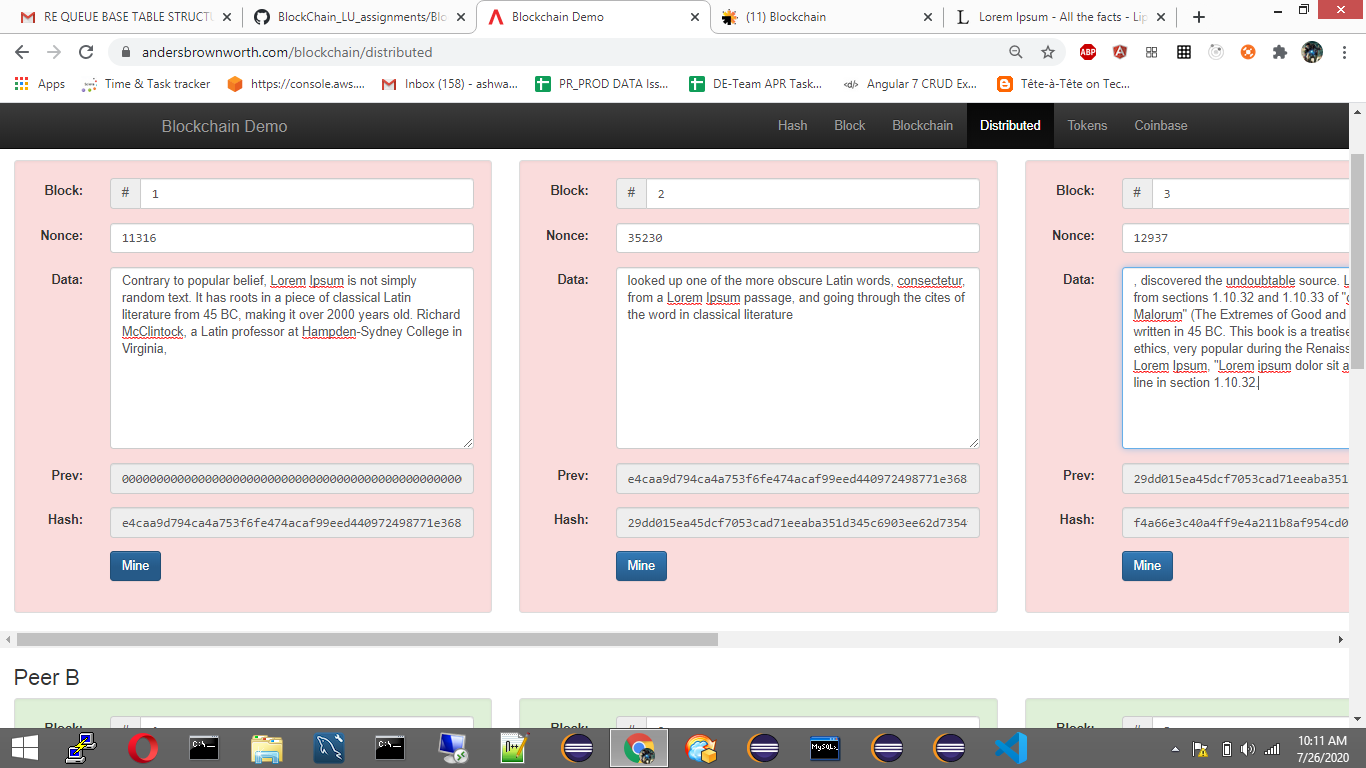 RE QUEUE BASE TABLE STRUCTU
BlockChain_LU_assignments/Blo
Blockchain Demo
(11) Blockchain
Lorem Ipsum - All the facts - Lip
andersbrownworth.com/blockchain/distributed
ABP
Apps
Time & Task tracker
https://console.aws....
Inbox (158) - ashwa...
PR_PROD DATA Iss...
DE-Team APR Task...
Angular 7 CRUD Ex...
Tête-à-Tête on Tec...
Blockchain Demo
Hash
Block
Blockchain
Distributed
Tokens
Coinbase
Block:
# 1
Nonce:
11316
Data:
Contrary to popular belief, Lorem Ipsum is not simply
random text. It has roots in a piece of classical Latin
literature from 45 BC, making it over 2000 years old. Richard
McClintock, a Latin professor at Hampden-Sydney College in
Virginia,
Prev:
0000000000000000000000000000000000000000000000000
Hash:
e4caa9d794ca4a753f6fe474acaf99eed440972498771e368
Mine
Block:
# 2
Nonce:
35230
Data:
looked up one of the more obscure Latin words, consectetur,
from a Lorem Ipsum passage, and going through the cites of
the word in classical literature
Prev:
e4caa9d794ca4a753f6fe474acaf99eed440972498771e368
Hash:
29dd015ea45dcf7053cad71eeaba351d345c6903ee62d7354
Mine
Block:
# 3
Nonce:
12937
Data:
, discovered the undoubtable source. L
from sections 1.10.32 and 1.10.33 of "
Malorum" (The Extremes of Good and
written in 45 BC. This book is a treatise
ethics, very popular during the Renaiss
Lorem Ipsum, "Lorem ipsum dolor sit a
line in section 1.10.32.
Prev:
29dd015ea45dcf7053cad71eeaba351
Hash:
f4a66e3c40a4ff9e4a211b8af954cd0
Mine
Peer B
Block:
#
Block:
#
Block:
#
10:11 AM
7/26/2020